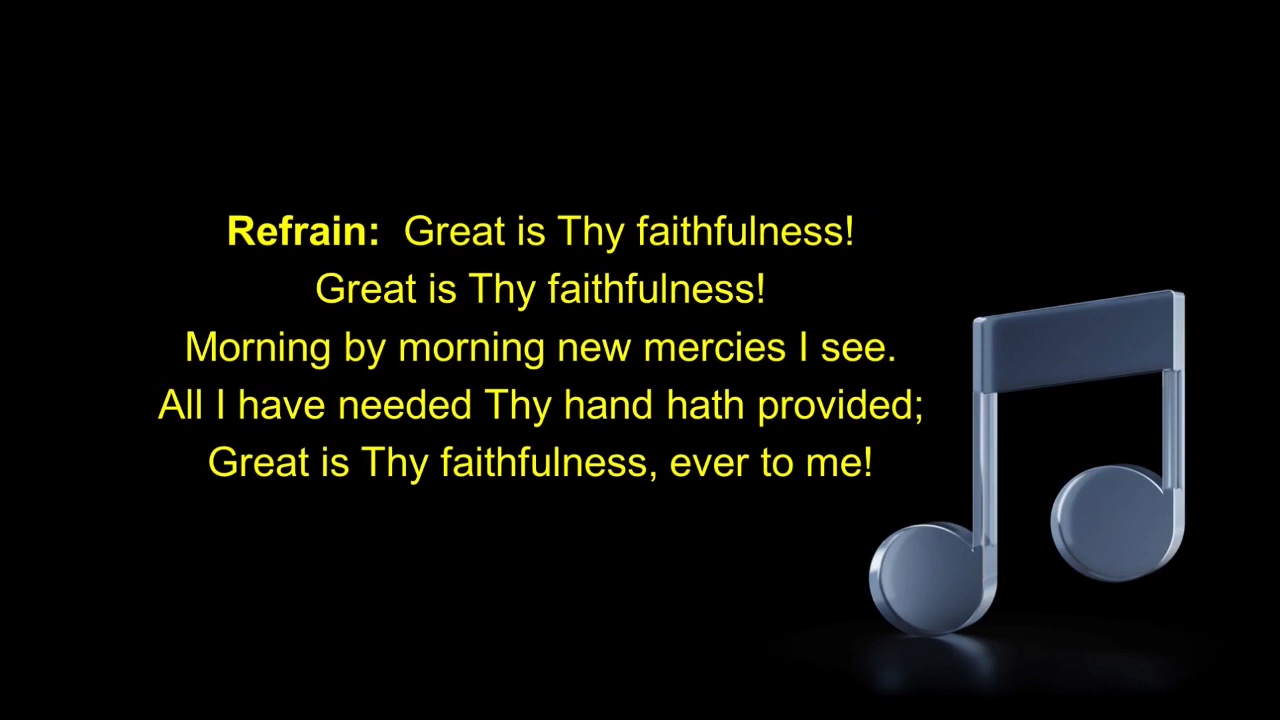 Refrain: Great is Thy faithfulness!
Great is Thy faithfulness!
Morning by morning new mercies I see.
All I have needed Thy hand hath provided;
Great is Thy faithfulness, ever to me!